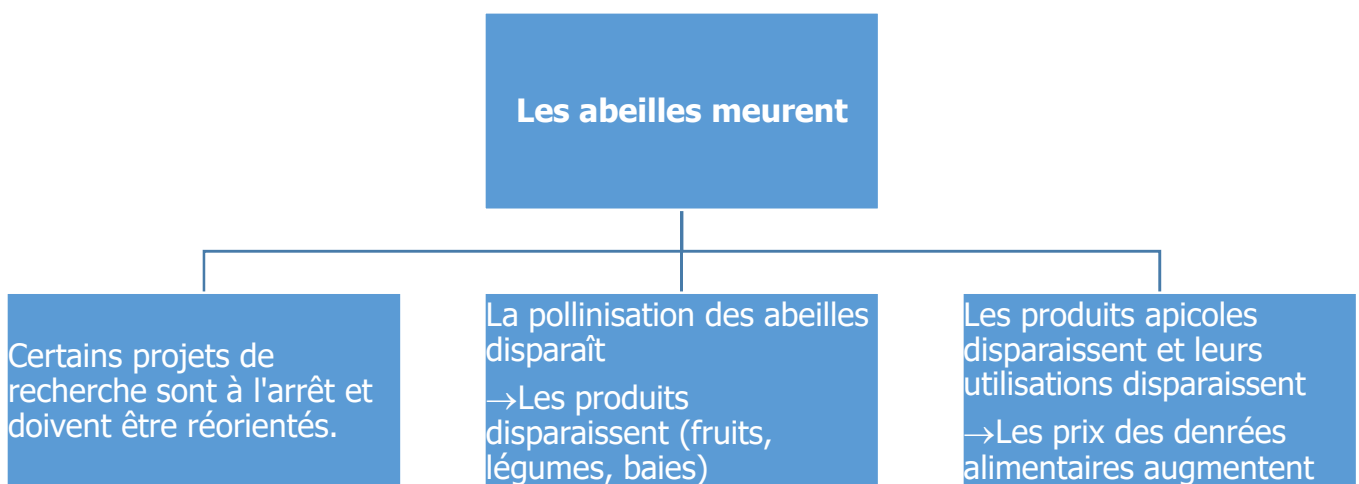 Les abeilles meurent
Certains projets de
recherche sont à l'arrêt et
doivent être réorientés.
La pollinisation des abeilles
disparaît
→Les produits
disparaissent (fruits,
légumes, baies)
Les produits apicoles
disparaissent et leurs
utilisations disparaissent
→Les prix des denrées
alimentaires augmentent